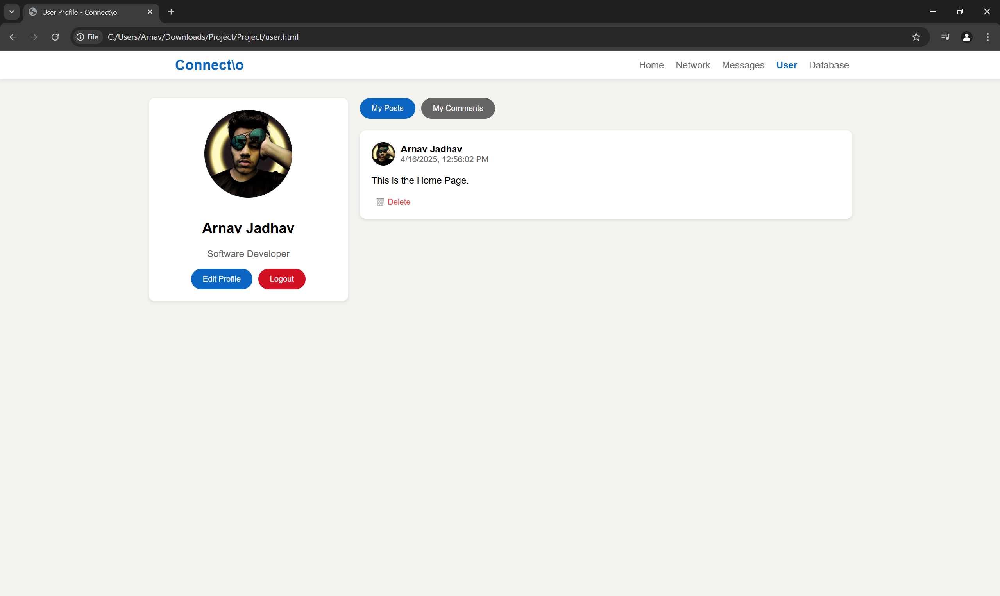 User Profile - Connect\o
File C:/Users/Arnav/Downloads/Project/Project/user.html
Connect\o
Home Network Messages User Database
Arnav Jadhav
Software Developer
Edit Profile Logout
My Posts My Comments
Arnav Jadhav
4/16/2025, 12:56:02 PM
This is the Home Page.
Delete